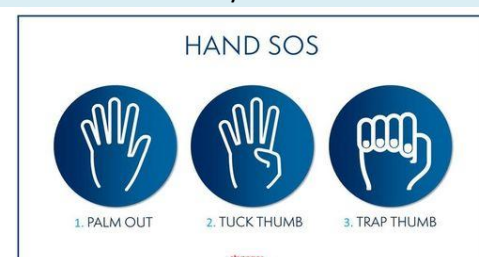 HAND SOS
1. PALM OUT
2. TUCK THUMB
3. TRAP THUMB